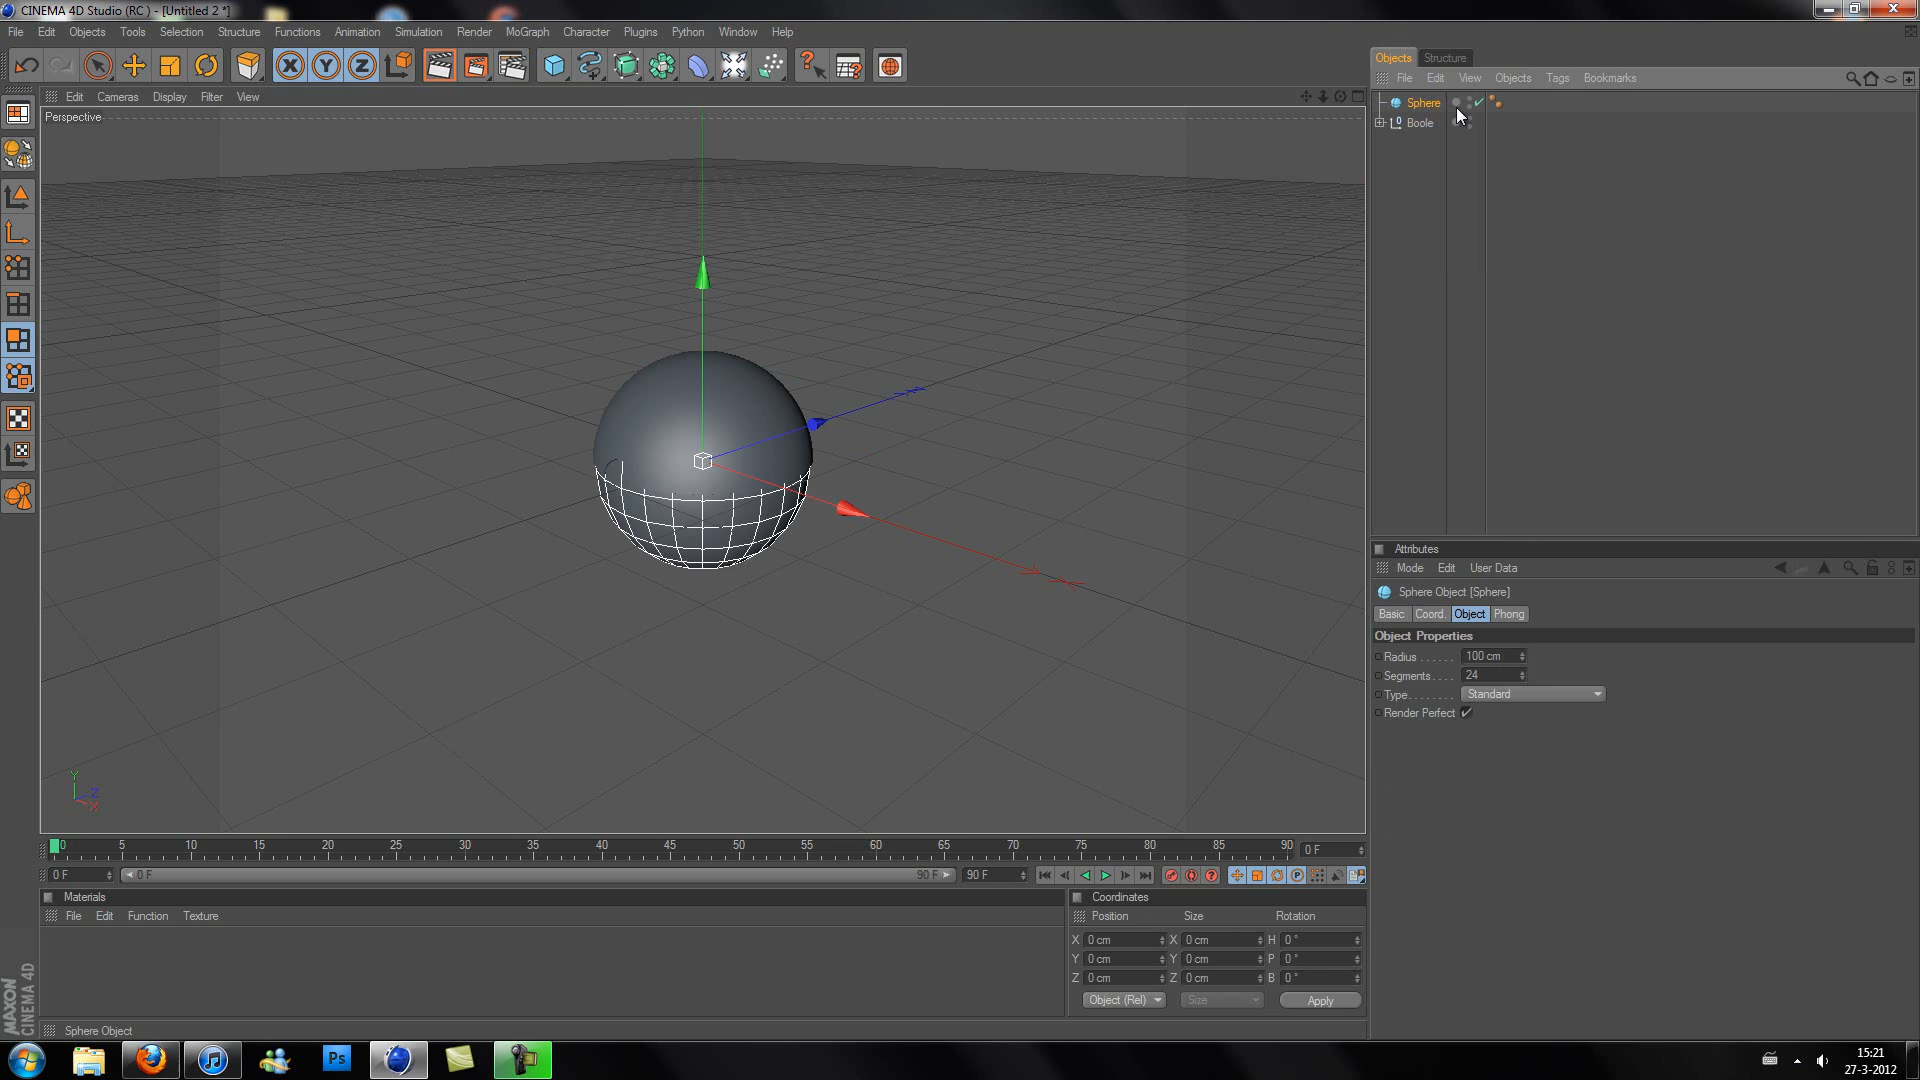 CINEMA 4D Studio (RC ) - [Untitled 2 *]
File Edit Objects Tools Selection Structure Functions Animation Simulation Render MoGraph Character Plugins Python Window Help
Objects Structure
File Edit View Objects Tags Bookmarks
Edit Cameras Display Filter View
Perspective
Sphere
Boole
Attributes
Mode Edit User Data
Sphere Object [Sphere]
Basic Coord. Object Phong
Object Properties
Radius . . . . . . 100 cm
Segments . . . . 24
Type. . . . . . . . Standard
Render Perfect
Y
Z
X
0 5 10 15 20 25 30 35 40 45 50 55 60 65 70 75 80 85 90 0 F
0 F 0 F 90 F 90 F
Materials
File Edit Function Texture
Coordinates
Position Size Rotation
X 0 cm X 0 cm H 0 °
Y 0 cm Y 0 cm P 0 °
Z 0 cm Z 0 cm B 0 °
Object (Rel) Size Apply
MAXON
CINEMA 4D
Sphere Object
Ps
15:21
27-3-2012